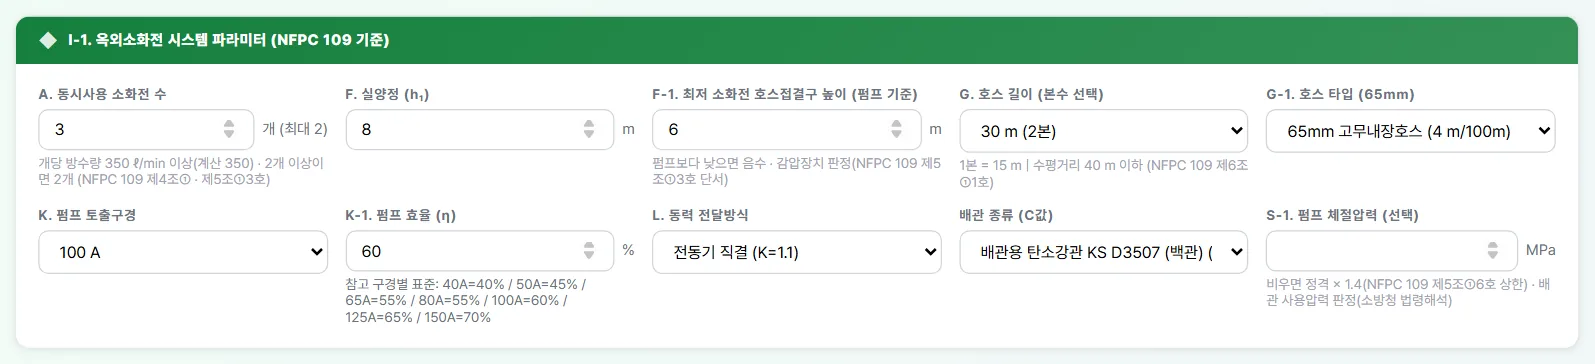 I-1. 옥외소화전 시스템 파라미터 (NFPC 109 기준)
A. 동시사용 소화전 수
3
개 (최대 2)
개당 방수량 350 ℓ/min 이상(계산 350) · 2개 이상이
면 2개 (NFPC 109 제4조① · 제5조①3호)
F. 실양정 (h₁)
8
m
F-1. 최저 소화전 호스접결구 높이 (펌프 기준)
6
m
펌프보다 낮으면 음수 · 감압장치 판정(NFPC 109 제5
조①3호 단서)
G. 호스 길이 (본수 선택)
30 m (2본)
1본 = 15 m | 수평거리 40 m 이하 (NFPC 109 제6조
①1호)
G-1. 호스 타입 (65mm)
65mm 고무내장호스 (4 m/100m)
K. 펌프 토출구경
100 A
K-1. 펌프 효율 (η)
60
%
참고 구경별 표준: 40A=40% / 50A=45% /
65A=55% / 80A=55% / 100A=60% /
125A=65% / 150A=70%
L. 동력 전달방식
전동기 직결 (K=1.1)
배관 종류 (C값)
배관용 탄소강관 KS D3507 (백관) (
S-1. 펌프 체절압력 (선택)
MPa
비우면 정격 × 1.4(NFPC 109 제5조①6호 상한) · 배
관 사용압력 판정(소방청 법령해석)